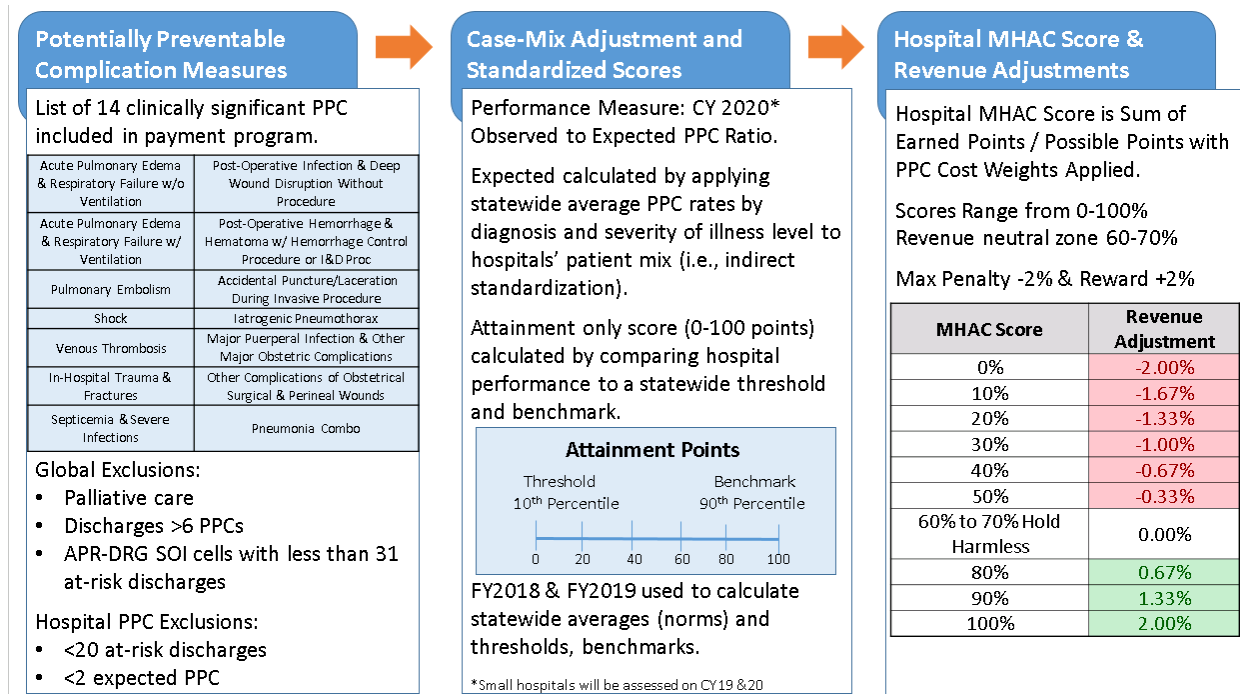 Potentially Preventable
Complication Measures
List of 14 clinically significant PPC
included in payment program.
Acute Pulmonary Edema
& Respiratory Failure w/o
Ventilation
Post-Operative Infection & Deep
Wound Disruption Without
Procedure
Acute Pulmonary Edema
& Respiratory Failure w/
Ventilation
Post-Operative Hemorrhage &
Hematoma w/ Hemorrhage Control
Procedure or I&D Proc
Pulmonary Embolism
Accidental Puncture/Laceration
During Invasive Procedure
Shock
Iatrogenic Pneumothorax
Venous Thrombosis
Major Puerperal Infection & Other
Major Obstetric Complications
In-Hospital Trauma &
Fractures
Other Complications of Obstetrical
Surgical & Perineal Wounds
Septicemia & Severe
Infections
Pneumonia Combo
Global Exclusions:
• Palliative care
• Discharges >6 PPCs
• APR-DRG SOI cells with less than 31
at-risk discharges
Hospital PPC Exclusions:
• <20 at-risk discharges
• <2 expected PPC
Case-Mix Adjustment and
Standardized Scores
Performance Measure: CY 2020*
Observed to Expected PPC Ratio.
Expected calculated by applying
statewide average PPC rates by
diagnosis and severity of illness level to
hospitals' patient mix (i.e., indirect
standardization).
Attainment only score (0-100 points)
calculated by comparing hospital
performance to a statewide threshold
and benchmark.
Attainment Points
Threshold
10th Percentile
Benchmark
90th Percentile
0 20 40 60 80 100
FY2018 & FY2019 used to calculate
statewide averages (norms) and
thresholds, benchmarks.
*Small hospitals will be assessed on CY19 &20
Hospital MHAC Score &
Revenue Adjustments
Hospital MHAC Score is Sum of
Earned Points / Possible Points with
PPC Cost Weights Applied.
Scores Range from 0-100%
Revenue neutral zone 60-70%
Max Penalty -2% & Reward +2%
MHAC Score
Revenue
Adjustment
0% -2.00%
10% -1.67%
20% -1.33%
30% -1.00%
40% -0.67%
50% -0.33%
60% to 70% Hold
Harmless
0.00%
80% 0.67%
90% 1.33%
100% 2.00%